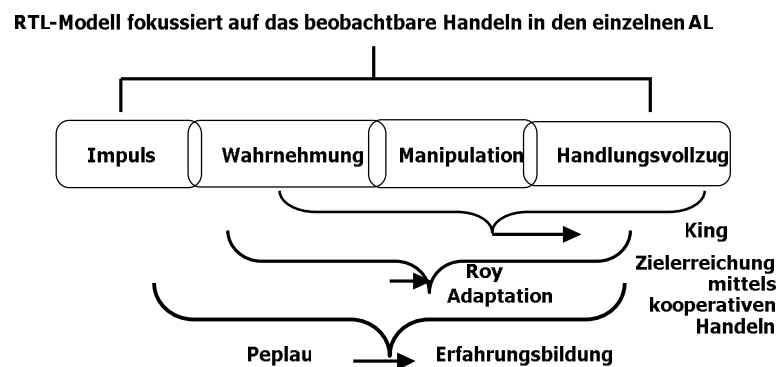 RTL-Modell fokussiert auf das beobachtbare Handeln in den einzelnen AL
Impuls
Wahrnehmung
Manipulation
Handlungsvollzug
King
Zielerreichung
mittels
kooperativen
Handeln
Roy
Adaptation
Peplau
Erfahrungsbildung